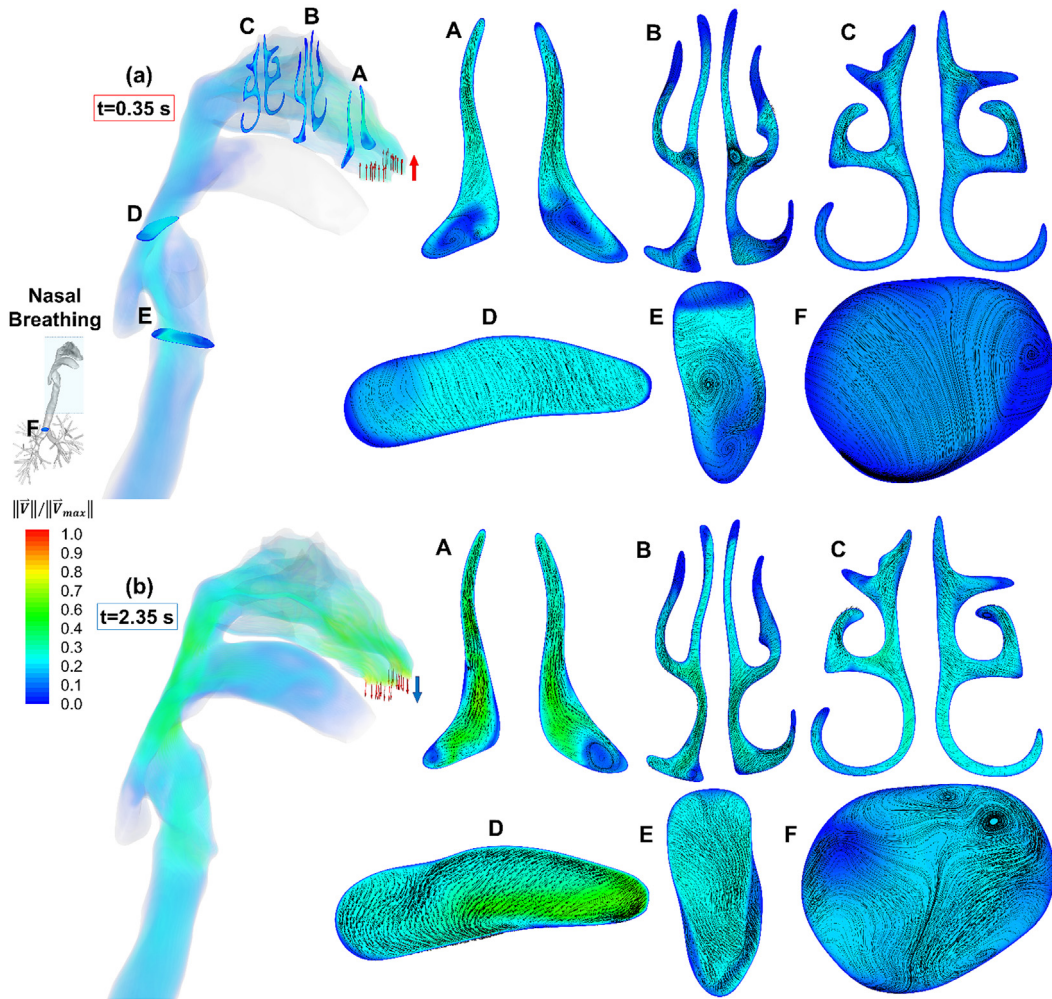 C
B
A
(a)
t=0.35 s
D
E
Nasal
Breathing
F
A
B
C
D
E
F
‖V⃗‖/‖V⃗max‖
1.0
0.9
0.8
0.7
0.6
0.5
0.4
0.3
0.2
0.1
0.0
(b)
t=2.35 s
A
B
C
D
E
F